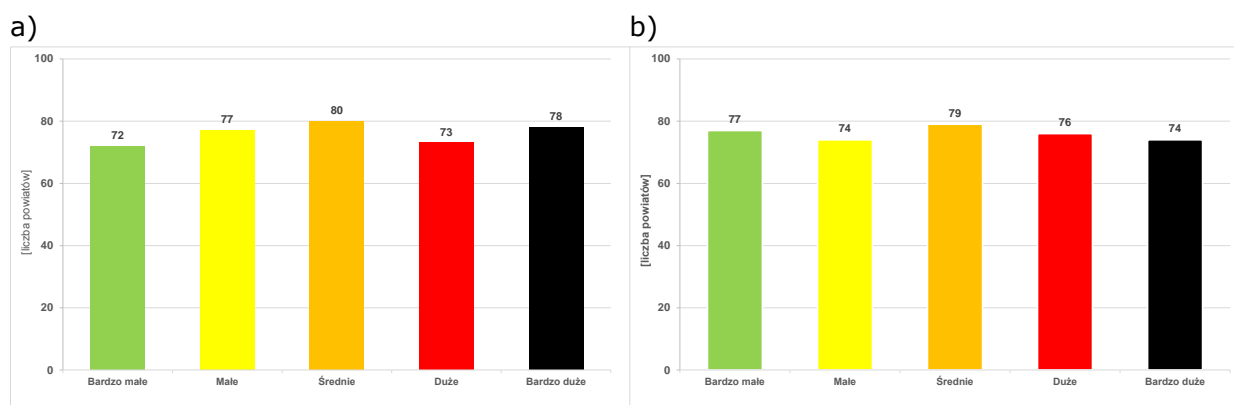 a)
100
80
60
40
20
0
[liczba powiatów]
72
77
80
73
78
Bardzo małe
Małe
Średnie
Duże
Bardzo duże
b)
100
80
60
40
20
0
[liczba powiatów]
77
74
79
76
74
Bardzo małe
Małe
Średnie
Duże
Bardzo duże